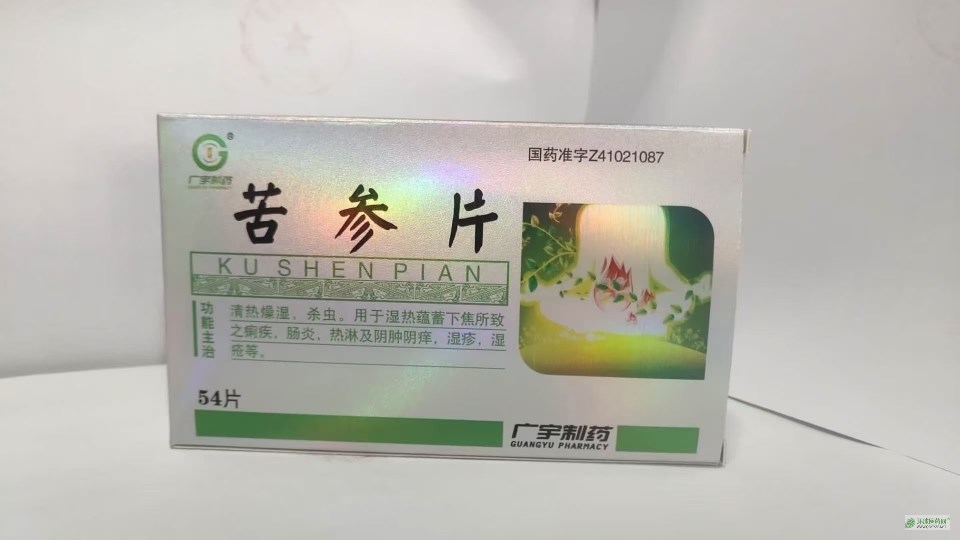 国药准字Z41021087
广宇制药
苦参片
KU SHEN PIAN
功能主治
清热燥湿,杀虫。用于湿热蕴蓄下焦所致
之痢疾,肠炎,热淋及阴肿阴痒,湿疹,湿
疮等。
54片
广宇制药
GUANGYU PHARMACY